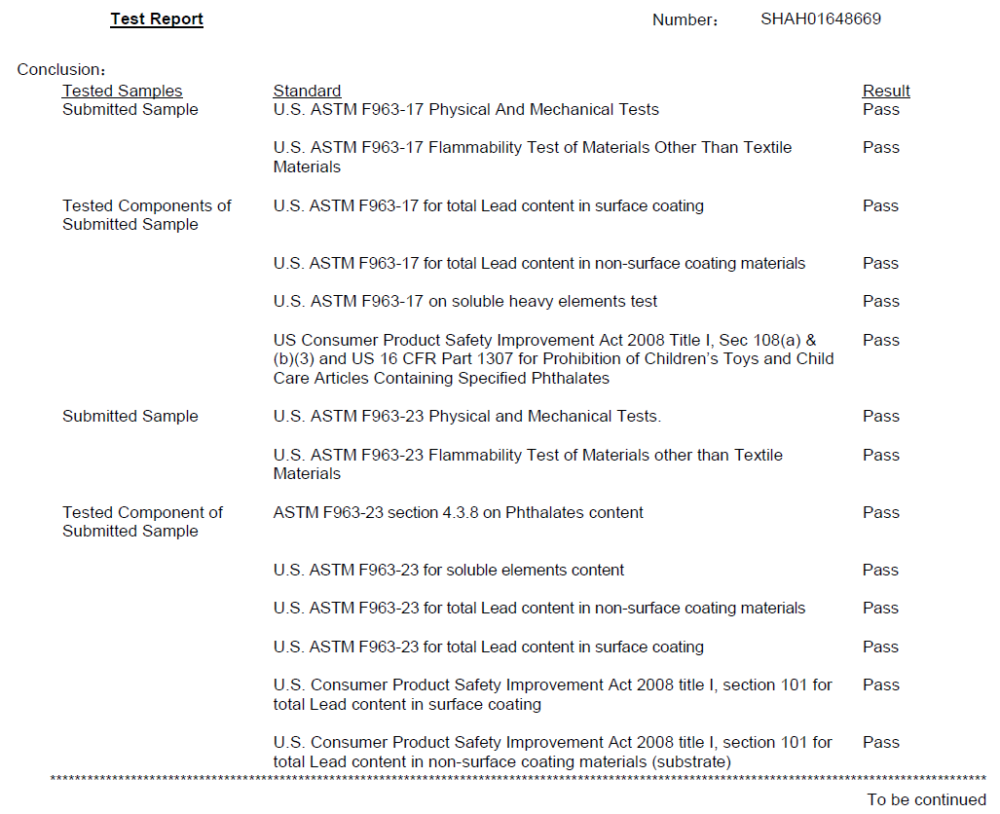 Test Report Number： SHAH01648669
Conclusion：
Tested Samples Standard Result
Submitted Sample U.S. ASTM F963-17 Physical And Mechanical Tests Pass
U.S. ASTM F963-17 Flammability Test of Materials Other Than Textile Pass
Materials
Tested Components of U.S. ASTM F963-17 for total Lead content in surface coating Pass
Submitted Sample
U.S. ASTM F963-17 for total Lead content in non-surface coating materials Pass
U.S. ASTM F963-17 on soluble heavy elements test Pass
US Consumer Product Safety Improvement Act 2008 Title I, Sec 108(a) & Pass
(b)(3) and US 16 CFR Part 1307 for Prohibition of Children’s Toys and Child
Care Articles Containing Specified Phthalates
Submitted Sample U.S. ASTM F963-23 Physical and Mechanical Tests. Pass
U.S. ASTM F963-23 Flammability Test of Materials other than Textile Pass
Materials
Tested Component of ASTM F963-23 section 4.3.8 on Phthalates content Pass
Submitted Sample
U.S. ASTM F963-23 for soluble elements content Pass
U.S. ASTM F963-23 for total Lead content in non-surface coating materials Pass
U.S. ASTM F963-23 for total Lead content in surface coating Pass
U.S. Consumer Product Safety Improvement Act 2008 title I, section 101 for Pass
total Lead content in surface coating
U.S. Consumer Product Safety Improvement Act 2008 title I, section 101 for Pass
total Lead content in non-surface coating materials (substrate)
To be continued